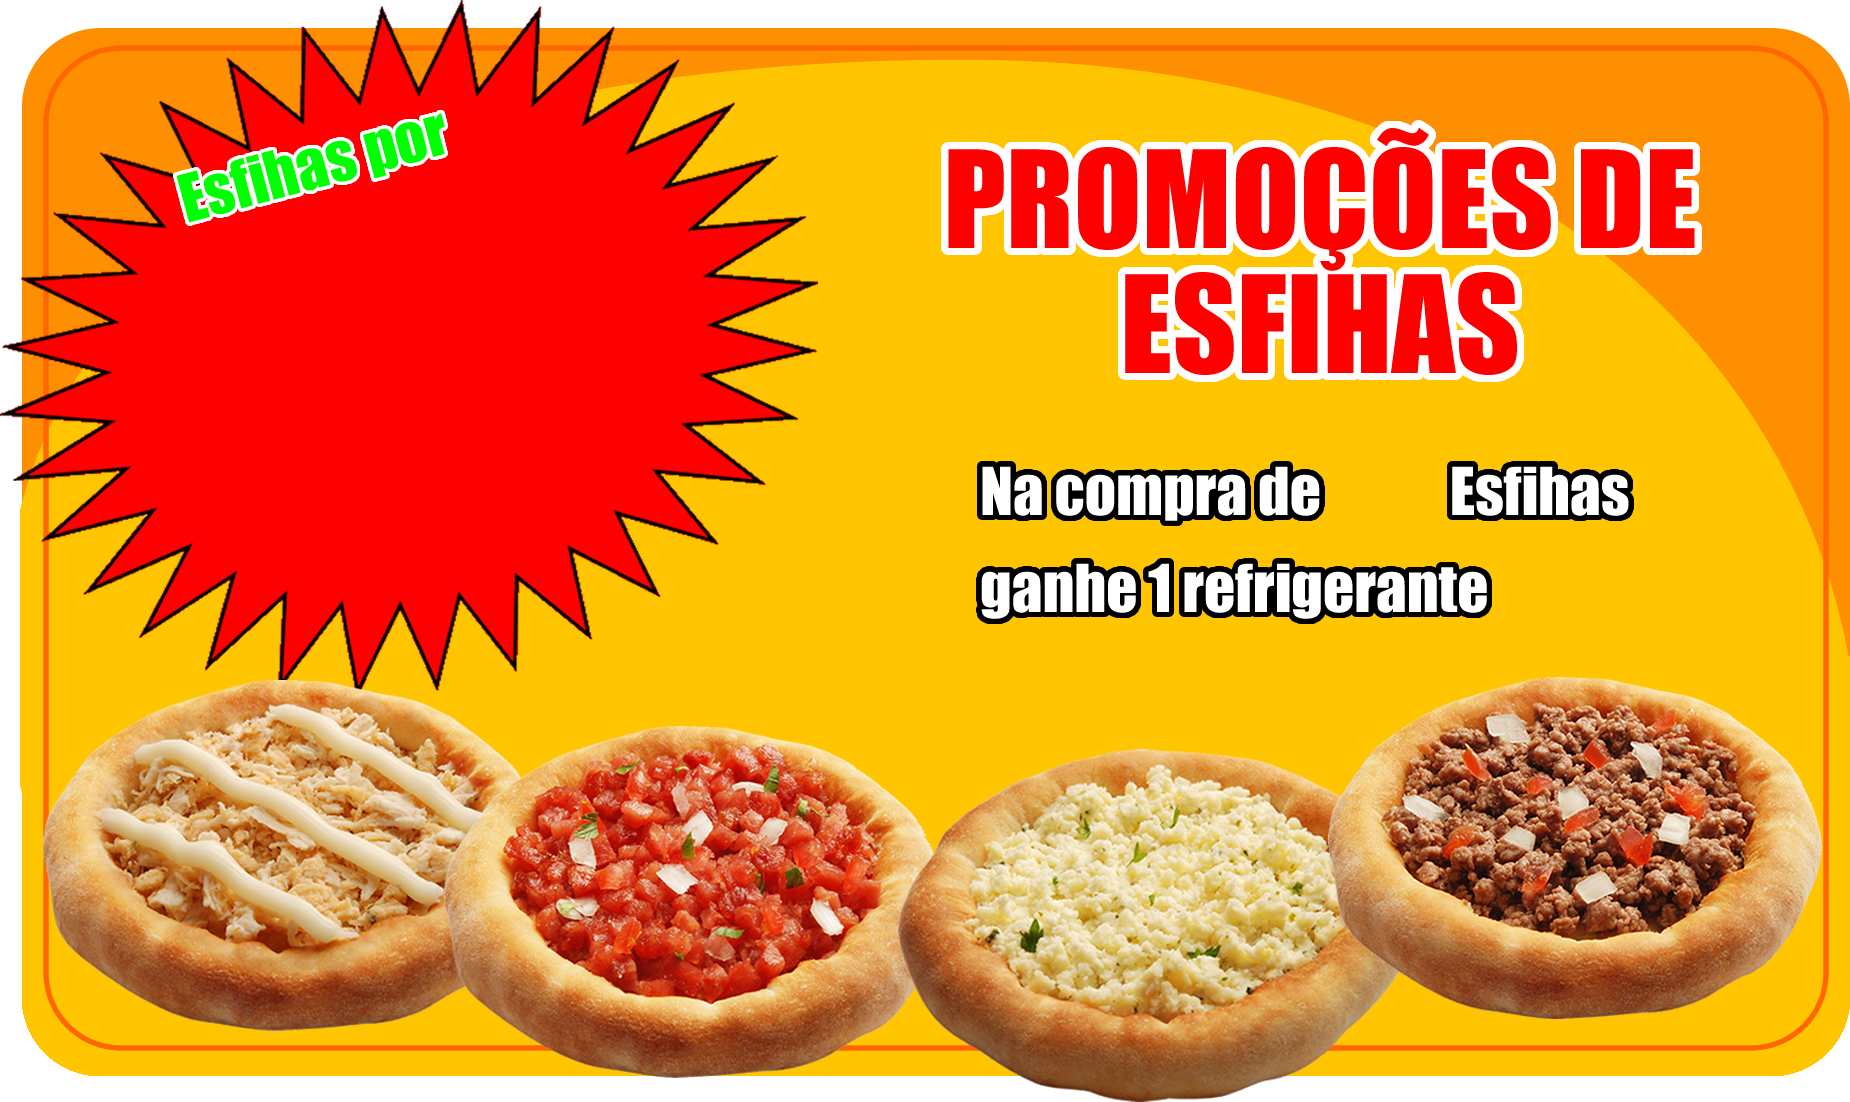 Esfihas por
PROMOÇÕES DE
ESFIHAS
Na compra de Esfihas
ganhe 1 refrigerante